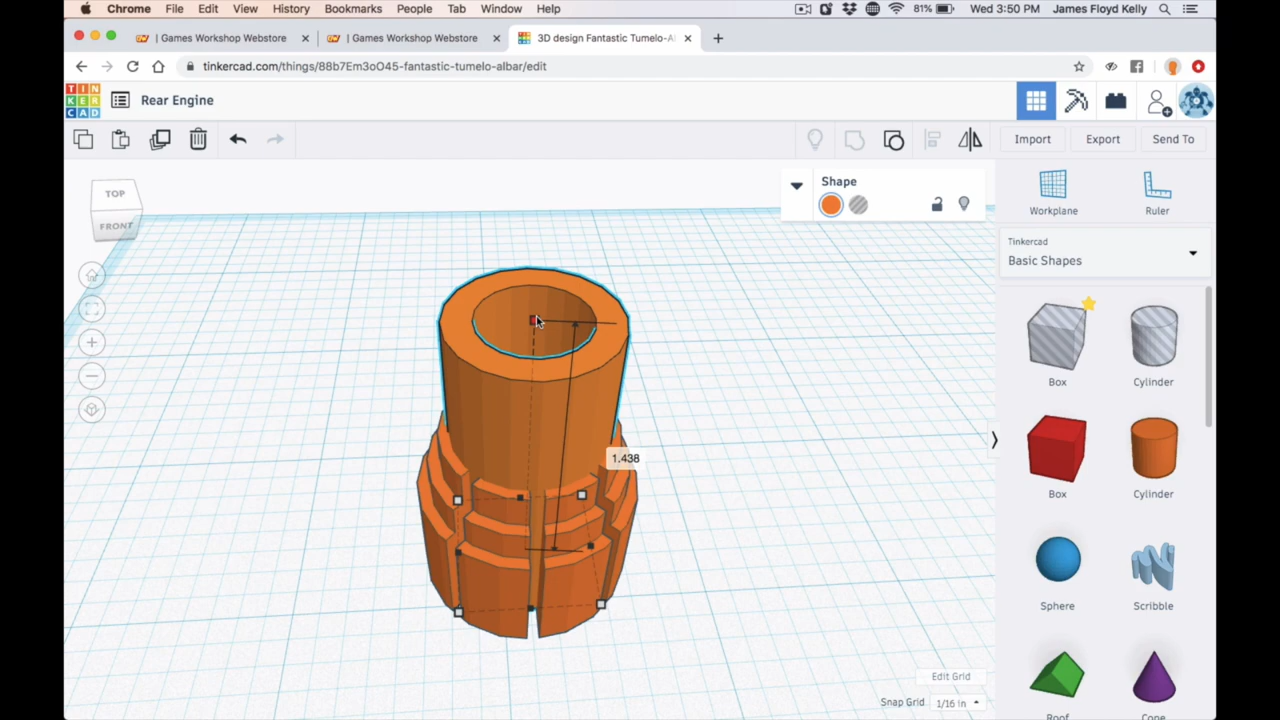 Chrome File Edit View History Bookmarks People Tab Window Help 81% Wed 3:50 PM James Floyd Kelly
| Games Workshop Webstore | Games Workshop Webstore 3D design Fantastic Tumelo-Al
tinkercad.com/things/88b7Em3oO45-fantastic-tumelo-albar/edit
TIN
KER
CAD
Rear Engine
Import Export Send To
Shape
Workplane Ruler
TOP
FRONT
Tinkercad
Basic Shapes
Box Cylinder
1.438
Box Cylinder
Sphere Scribble
Edit Grid
Snap Grid 1/16 in
Roof Cone